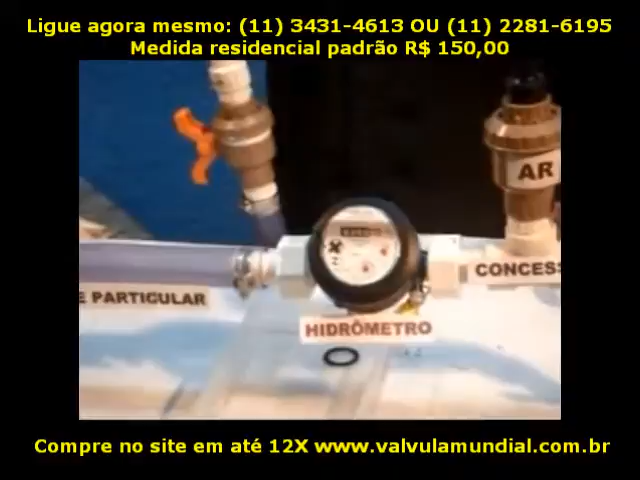 Ligue agora mesmo: (11) 3431-4613 OU (11) 2281-6195
Medida residencial padrão R$ 150,00
AR
CONCESS
E PARTICULAR
HIDRÔMETRO
Compre no site em até 12X www.valvulamundial.com.br